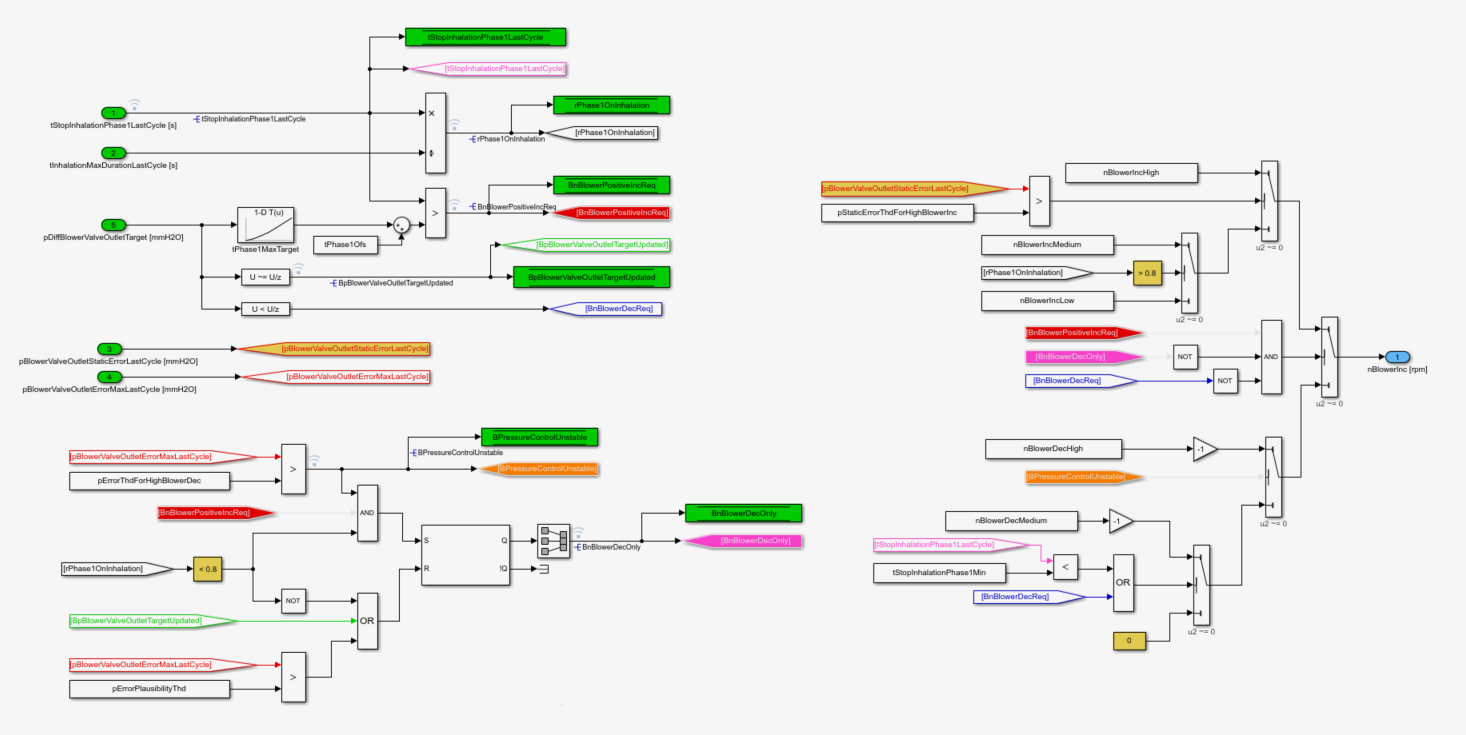 tStopInhalationPhase1LastCycle
[tStopInhalationPhase1LastCycle]
1
tStopInhalationPhase1LastCycle [s]
tStopInhalationPhase1LastCycle
×
÷
rPhase1OnInhalation
[rPhase1OnInhalation]
rPhase1OnInhalation
2
tInhalationMaxDurationLastCycle [s]
BnBlowerPositiveIncReq
BnBlowerPositiveIncReq
[BnBlowerPositiveIncReq]
>
5
pDiffBlowerValveOutletTarget [mmH2O]
1-D T(u)
tPhase1MaxTarget
tPhase1Ofs
+
+
[BpBlowerValveOutletTargetUpdated]
U ~= U/z
BpBlowerValveOutletTargetUpdated
BpBlowerValveOutletTargetUpdated
U < U/z
[BnBlowerDecReq]
3
pBlowerValveOutletStaticErrorLastCycle [mmH2O]
[pBlowerValveOutletStaticErrorLastCycle]
4
pBlowerValveOutletErrorMaxLastCycle [mmH2O]
[pBlowerValveOutletErrorMaxLastCycle]
[pBlowerValveOutletErrorMaxLastCycle]
pErrorThdForHighBlowerDec
>
BPressureControlUnstable
BPressureControlUnstable
[BPressureControlUnstable]
[BnBlowerPositiveIncReq]
AND
[rPhase1OnInhalation]
< 0.8
NOT
[BpBlowerValveOutletTargetUpdated]
OR
[pBlowerValveOutletErrorMaxLastCycle]
pErrorPlausibilityThd
>
S
R
Q
!Q
BnBlowerDecOnly
BnBlowerDecOnly
[BnBlowerDecOnly]
nBlowerIncHigh
[pBlowerValveOutletStaticErrorLastCycle]
pStaticErrorThdForHighBlowerInc
>
u2 ~= 0
nBlowerIncMedium
[rPhase1OnInhalation]
> 0.8
nBlowerIncLow
u2 ~= 0
[BnBlowerPositiveIncReq]
[BnBlowerDecOnly]
NOT
[BnBlowerDecReq]
NOT
AND
u2 ~= 0
1
nBlowerInc [rpm]
nBlowerDecHigh
-1
[BPressureControlUnstable]
u2 ~= 0
nBlowerDecMedium
-1
[tStopInhalationPhase1LastCycle]
tStopInhalationPhase1Min
<
[BnBlowerDecReq]
OR
0
u2 ~= 0